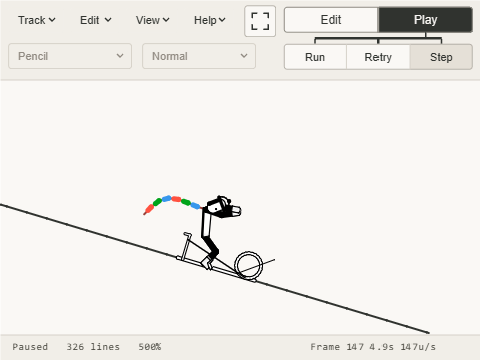 Track Edit View Help Edit Play
Pencil Normal Run Retry Step
Paused 326 lines 500% Frame 147 4.9s 147u/s